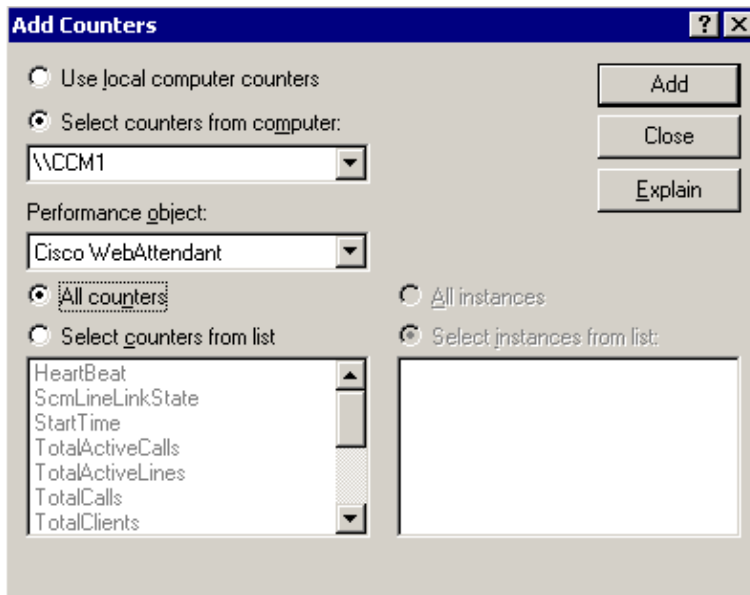 Add Counters
Use local computer counters
Select counters from computer:
\\CCM1
Performance object:
Cisco WebAttendant
All counters
Select counters from list
HeartBeat
ScmLineLinkState
StartTime
TotalActiveCalls
TotalActiveLines
TotalCalls
TotalClients
All instances
Select instances from list:
Add
Close
Explain